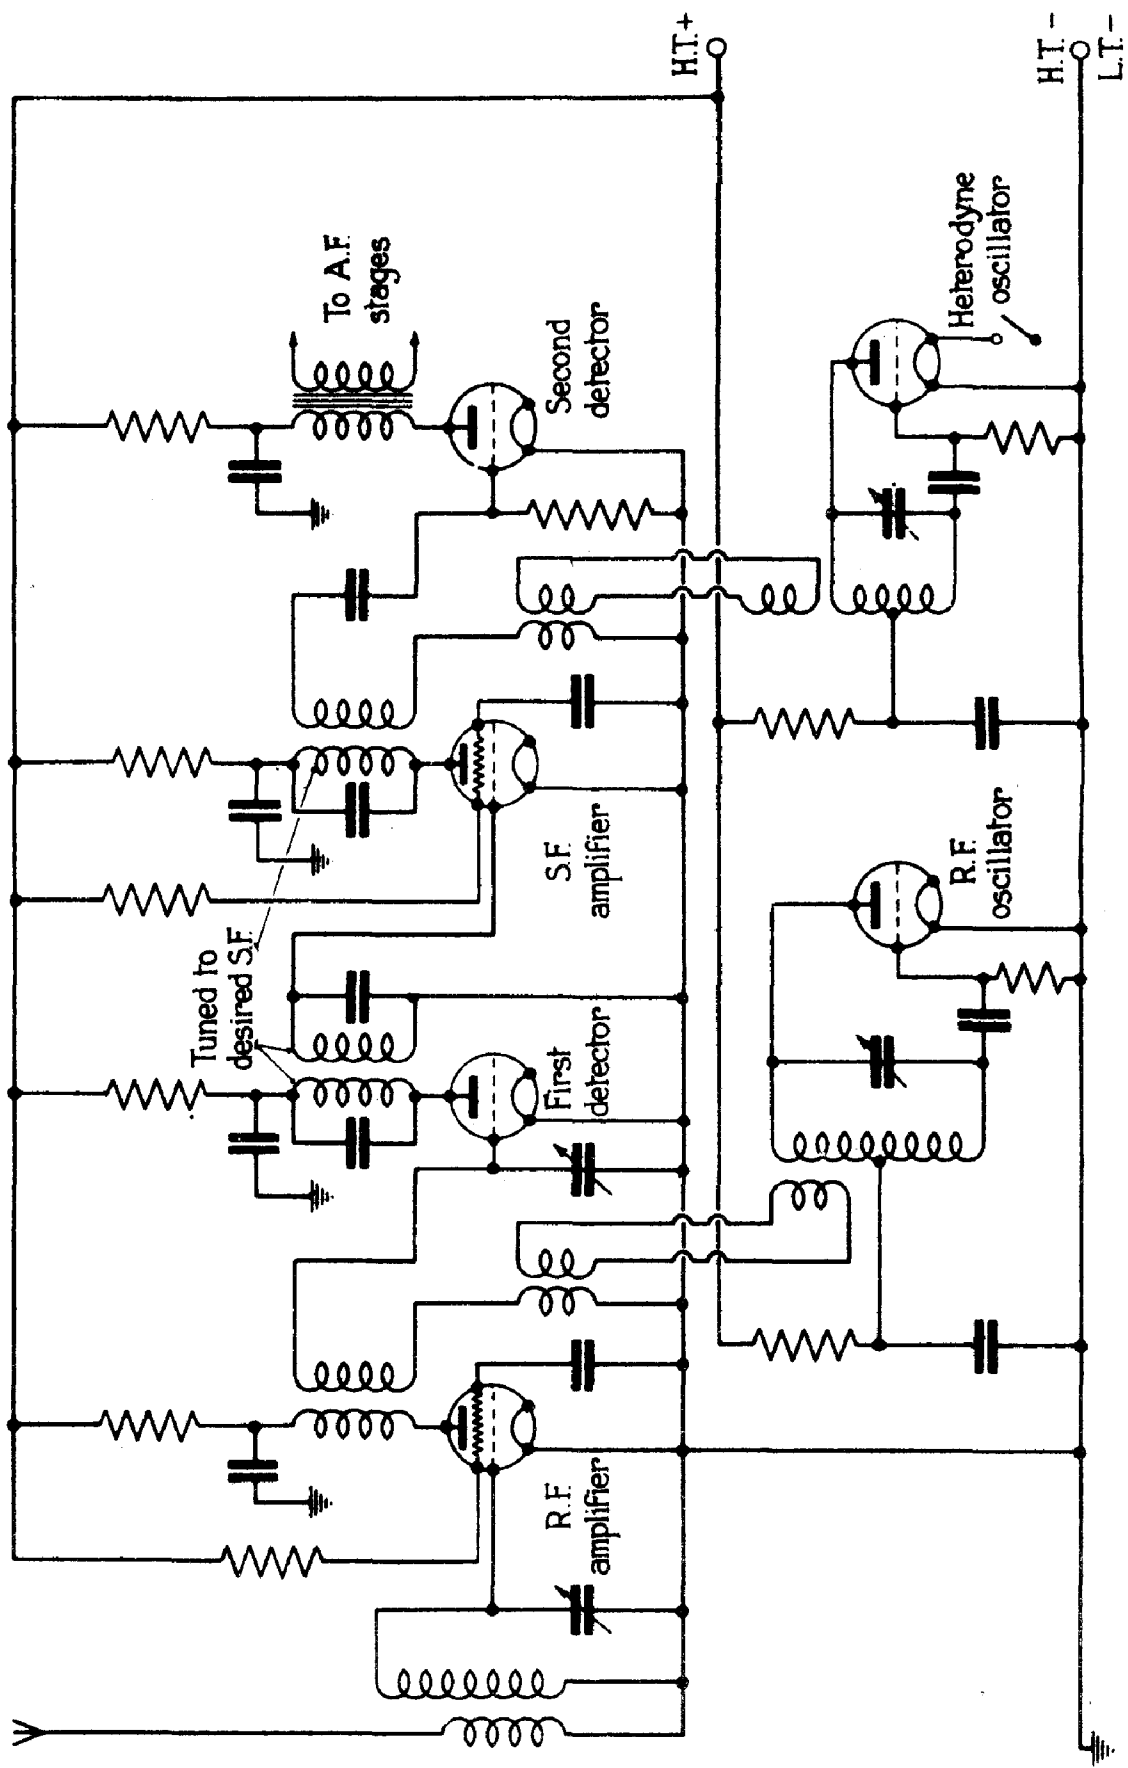 H.T. +
H.T. -
L.T. -
To A.F.
stages
Second
detector
Heterodyne
oscillator
S.F.
amplifier
Tuned to
desired S.F.
R.F.
oscillator
First
detector
R.F.
amplifier